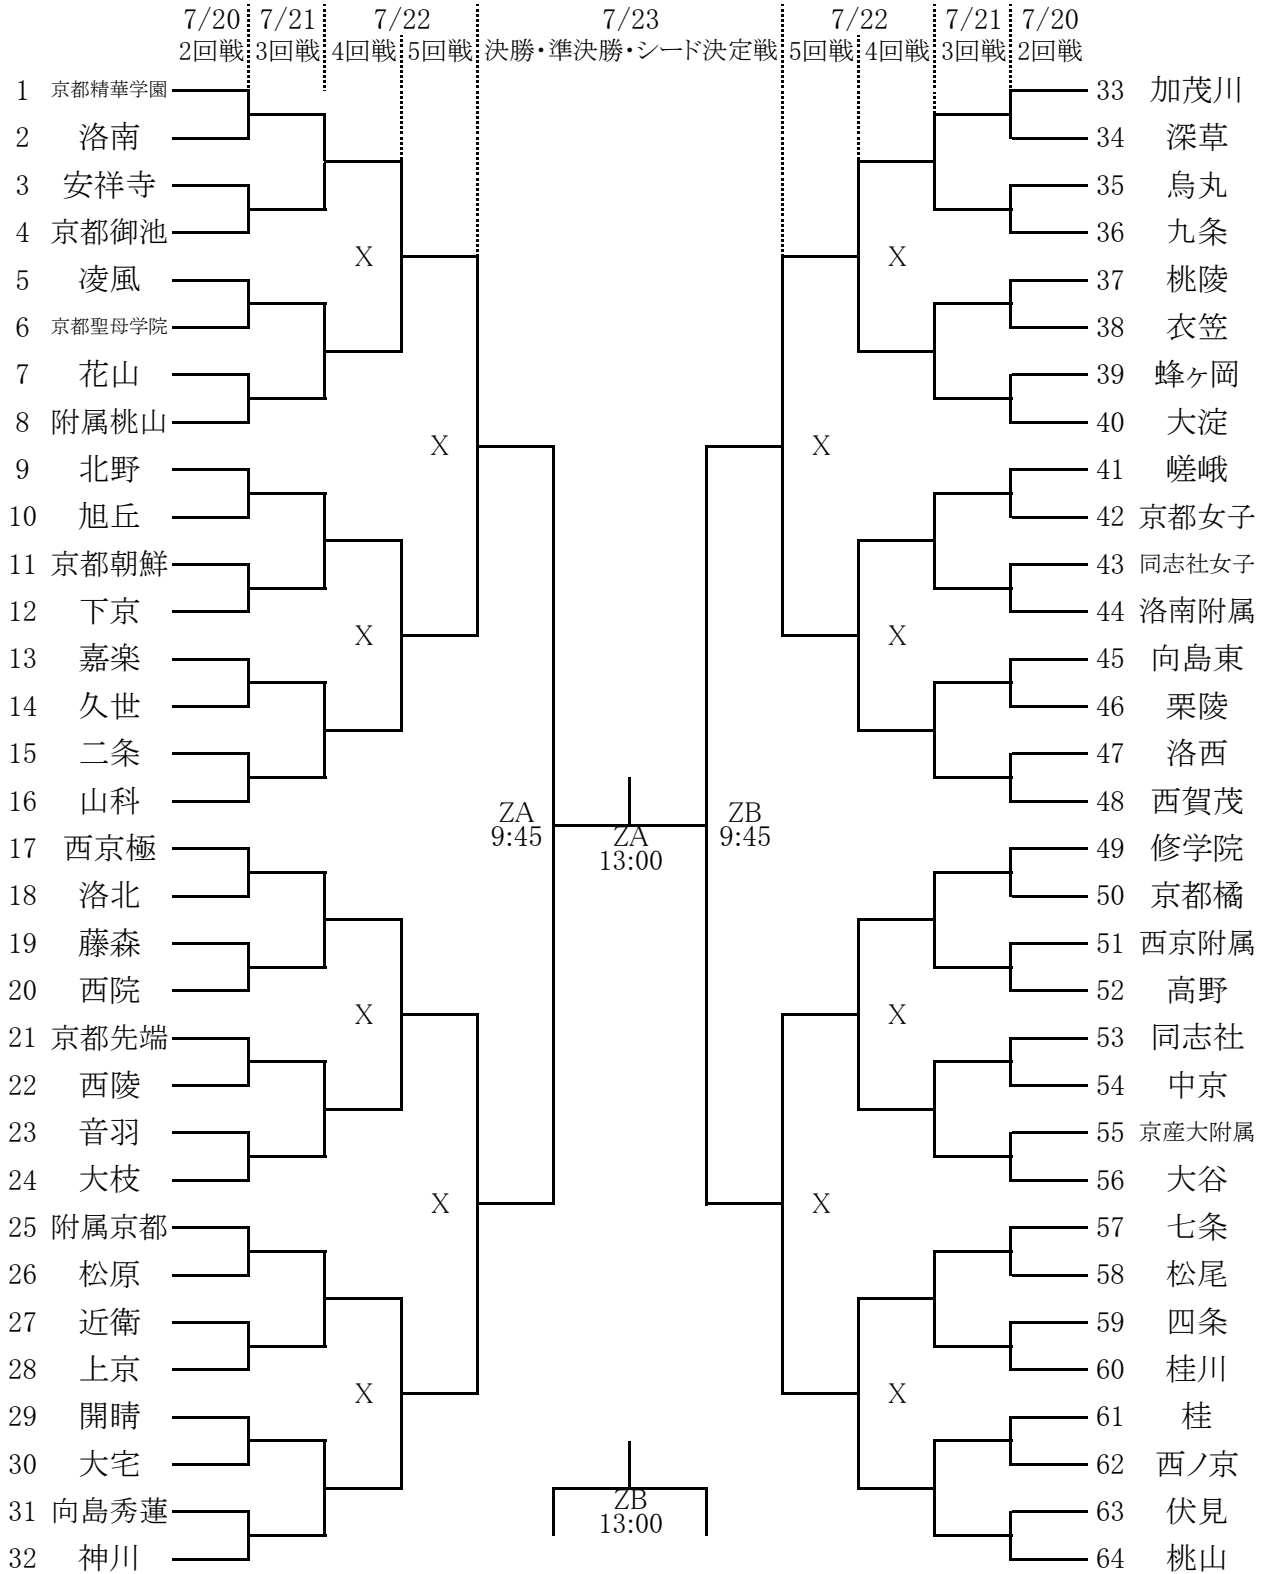 7/20 7/21 7/22 7/23 7/22 7/21 7/20
2回戦 3回戦 4回戦 5回戦 決勝・準決勝・シード決定戦 5回戦 4回戦 3回戦 2回戦
1 京都精華学園 33 加茂川
2 洛南 34 深草
3 安祥寺 35 烏丸
4 京都御池 36 九条
X X
5 凌風 37 桃陵
6 京都聖母学院 38 衣笠
7 花山 39 蜂ヶ岡
8 附属桃山 40 大淀
X X
9 北野 41 嵯峨
10 旭丘 42 京都女子
11 京都朝鮮 43 同志社女子
12 下京 44 洛南附属
X X
13 嘉楽 45 向島東
14 久世 46 栗陵
15 二条 47 洛西
16 山科 48 西賀茂
ZA ZB
9:45 ZA 9:45
13:00
17 西京極 49 修学院
18 洛北 50 京都橘
19 藤森 51 西京附属
20 西院 52 高野
X X
21 京都先端 53 同志社
22 西陵 54 中京
23 音羽 55 京産大附属
24 大枝 56 大谷
X X
25 附属京都 57 七条
26 松原 58 松尾
27 近衛 59 四条
28 上京 60 桂川
X X
29 開晴 61 桂
30 大宅 62 西ノ京
31 向島秀蓮 63 伏見
ZB
13:00
32 神川 64 桃山